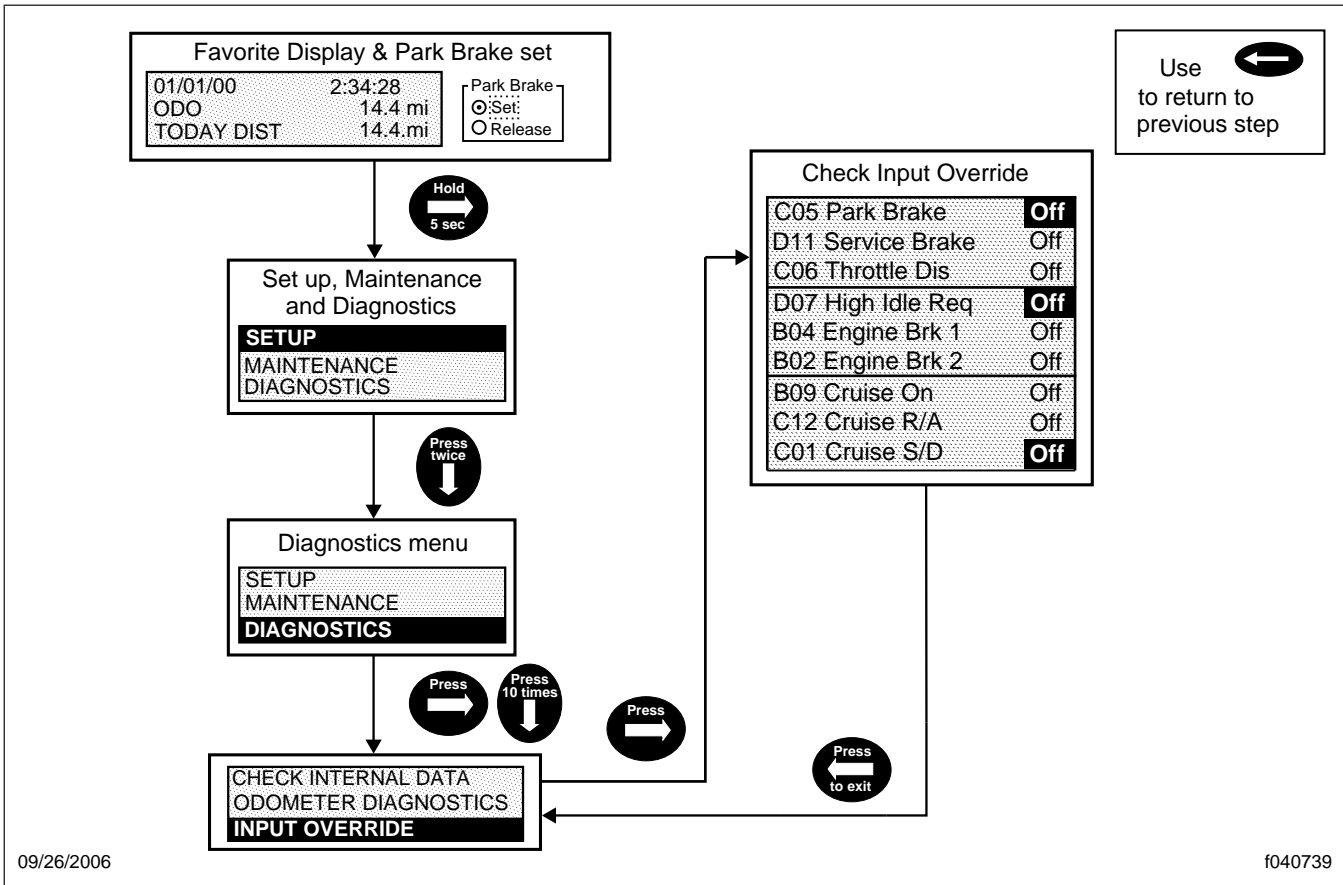 Favorite Display & Park Brake set
01/01/00 2:34:28
ODO 14.4 mi
TODAY DIST 14.4.mi
Park Brake
Set
Release
Use
to return to
previous step
Hold
5 sec
Set up, Maintenance
and Diagnostics
SETUP
MAINTENANCE
DIAGNOSTICS
Press
twice
Diagnostics menu
SETUP
MAINTENANCE
DIAGNOSTICS
Press
Press
10 times
CHECK INTERNAL DATA
ODOMETER DIAGNOSTICS
INPUT OVERRIDE
Press
Check Input Override
C05 Park Brake Off
D11 Service Brake Off
C06 Throttle Dis Off
D07 High Idle Req Off
B04 Engine Brk 1 Off
B02 Engine Brk 2 Off
B09 Cruise On Off
C12 Cruise R/A Off
C01 Cruise S/D Off
Press
to exit
09/26/2006
f040739